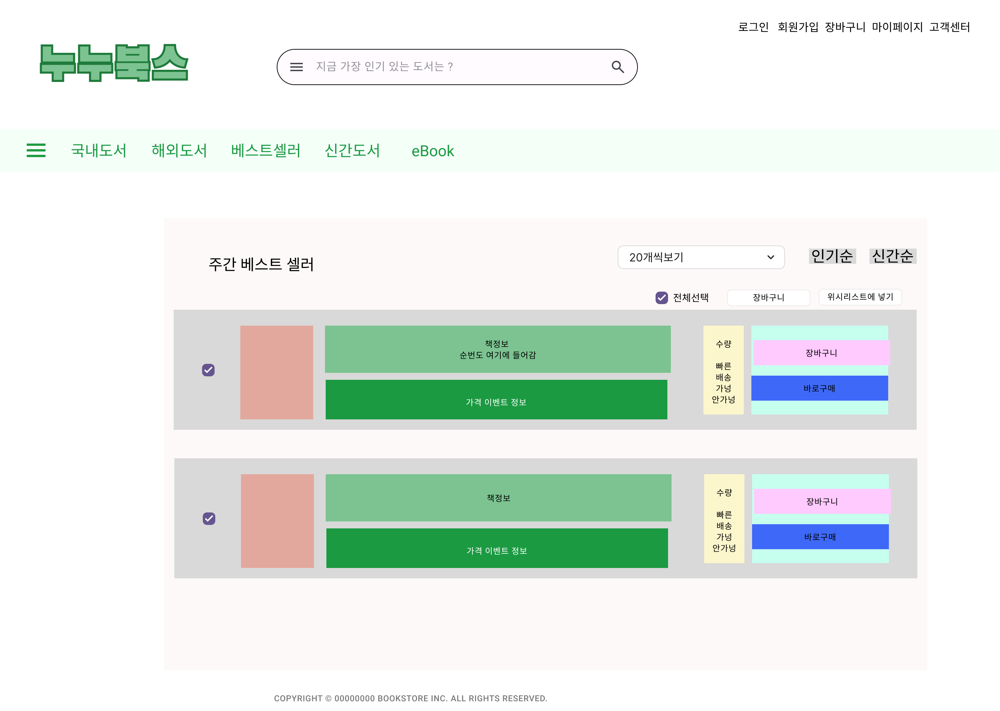 로그인 회원가입 장바구니 마이페이지 고객센터
누누북스
지금 가장 인기 있는 도서는 ?
국내도서 해외도서 베스트셀러 신간도서 eBook
주간 베스트 셀러
20개씩보기
인기순 신간순
전체선택 장바구니 위시리스트에 넣기
책정보
순번도 여기에 들어감
가격 이벤트 정보
수량
빠른
배송
가넝
안가넝
장바구니
바로구매
책정보
가격 이벤트 정보
수량
빠른
배송
가넝
안가넝
장바구니
바로구매
COPYRIGHT © 00000000 BOOKSTORE INC. ALL RIGHTS RESERVED.